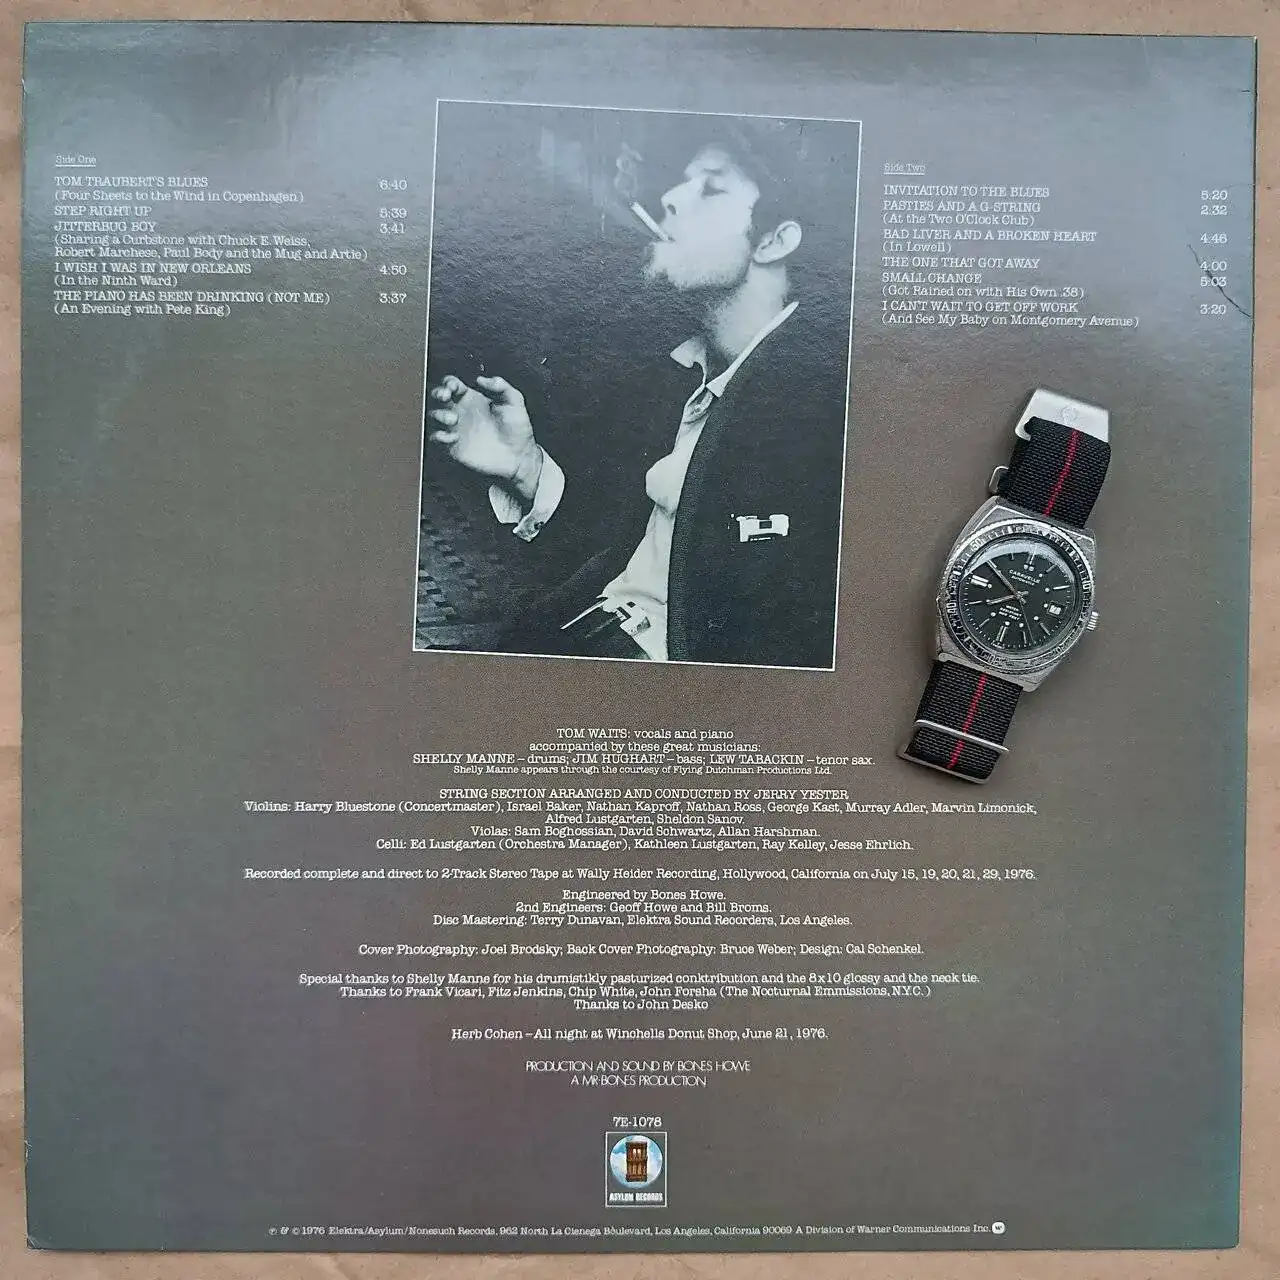 Side One
TOM TRAUBERT'S BLUES 6:40
(Four Sheets to the Wind in Copenhagen)
STEP RIGHT UP 5:39
JITTERBUG BOY 3:41
(Sharing a Curbstone with Chuck E. Weiss,
Robert Marchese, Paul Body and the Mug and Artie)
I WISH I WAS IN NEW ORLEANS 4:50
(In the Ninth Ward)
THE PIANO HAS BEEN DRINKING (NOT ME) 3:37
(An Evening with Pete King)
Side Two
INVITATION TO THE BLUES 5:20
PASTIES AND A G-STRING 2:32
(At the Two O'Clock Club)
BAD LIVER AND A BROKEN HEART 4:46
(In Lowell)
THE ONE THAT GOT AWAY 4:00
SMALL CHANGE 5:03
(Got Rained on with His Own .38)
I CAN'T WAIT TO GET OFF WORK 3:20
(And See My Baby on Montgomery Avenue)
CARAVELLE
AUTOMATIC
TOM WAITS: vocals and piano
accompanied by these great musicians:
SHELLY MANNE – drums; JIM HUGHART – bass; LEW TABACKIN – tenor sax.
Shelly Manne appears through the courtesy of Flying Dutchman Productions Ltd.
STRING SECTION ARRANGED AND CONDUCTED BY JERRY YESTER
Violins: Harry Bluestone (Concertmaster), Israel Baker, Nathan Kaproff, Nathan Ross, George Kast, Murray Adler, Marvin Limonick,
Alfred Lustgarten, Sheldon Sanov.
Violas: Sam Boghossian, David Schwartz, Allan Harshman.
Celli: Ed Lustgarten (Orchestra Manager), Kathleen Lustgarten, Ray Kelley, Jesse Ehrlich.
Recorded complete and direct to 2-Track Stereo Tape at Wally Heider Recording, Hollywood, California on July 15, 19, 20, 21, 29, 1976.
Engineered by Bones Howe.
2nd Engineers: Geoff Howe and Bill Broms.
Disc Mastering: Terry Dunavan, Elektra Sound Recorders, Los Angeles.
Cover Photography: Joel Brodsky; Back Cover Photography: Bruce Weber; Design: Cal Schenkel.
Special thanks to Shelly Manne for his drumistikly pasturized conktribution and the 8x10 glossy and the neck tie.
Thanks to Frank Vicari, Fitz Jenkins, Chip White, John Forsha (The Nocturnal Emmissions, N.Y.C.)
Thanks to John Desko
Herb Cohen – All night at Winchells Donut Shop, June 21, 1976.
PRODUCTION AND SOUND BY BONES HOWE
A MR·BONES PRODUCTION
7E-1078
ASYLUM RECORDS
℗ & © 1976 Elektra/Asylum/Nonesuch Records, 962 North La Cienega Boulevard, Los Angeles, California 90069 A Division of Warner Communications Inc.